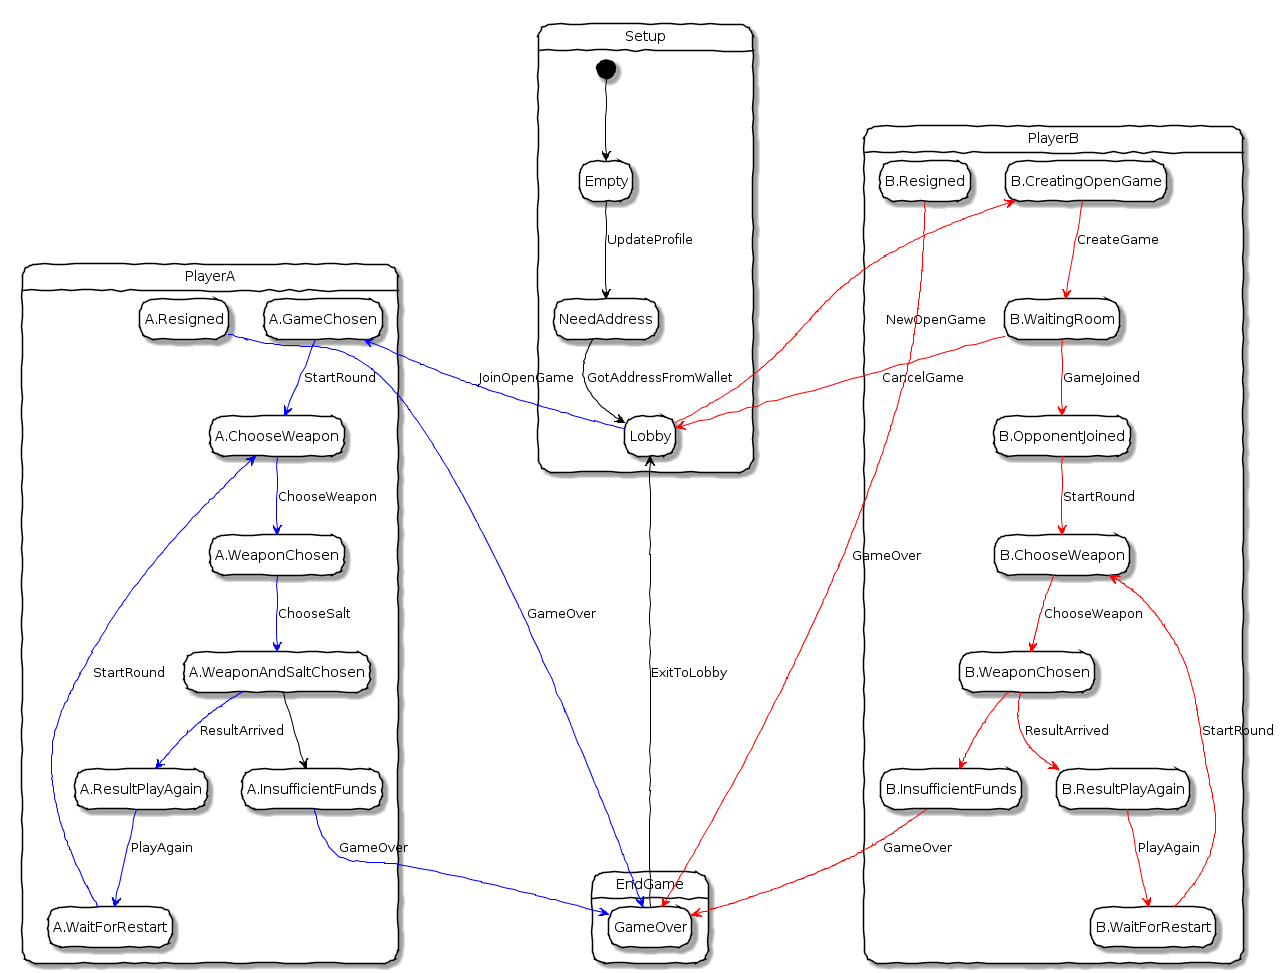 Setup
PlayerB
Empty
B.Resigned
B.CreatingOpenGame
UpdateProfile
CreateGame
PlayerA
A.Resigned
A.GameChosen
NeedAddress
NewOpenGame
B.WaitingRoom
StartRound
JoinOpenGame
GotAddressFromWallet
CancelGame
GameJoined
A.ChooseWeapon
Lobby
B.OpponentJoined
ChooseWeapon
StartRound
A.WeaponChosen
GameOver
B.ChooseWeapon
ChooseSalt
GameOver
ChooseWeapon
StartRound
A.WeaponAndSaltChosen
ExitToLobby
B.WeaponChosen
ResultArrived
ResultArrived
StartRound
A.ResultPlayAgain
A.InsufficientFunds
B.InsufficientFunds
B.ResultPlayAgain
PlayAgain
GameOver
GameOver
PlayAgain
EndGame
A.WaitForRestart
GameOver
B.WaitForRestart